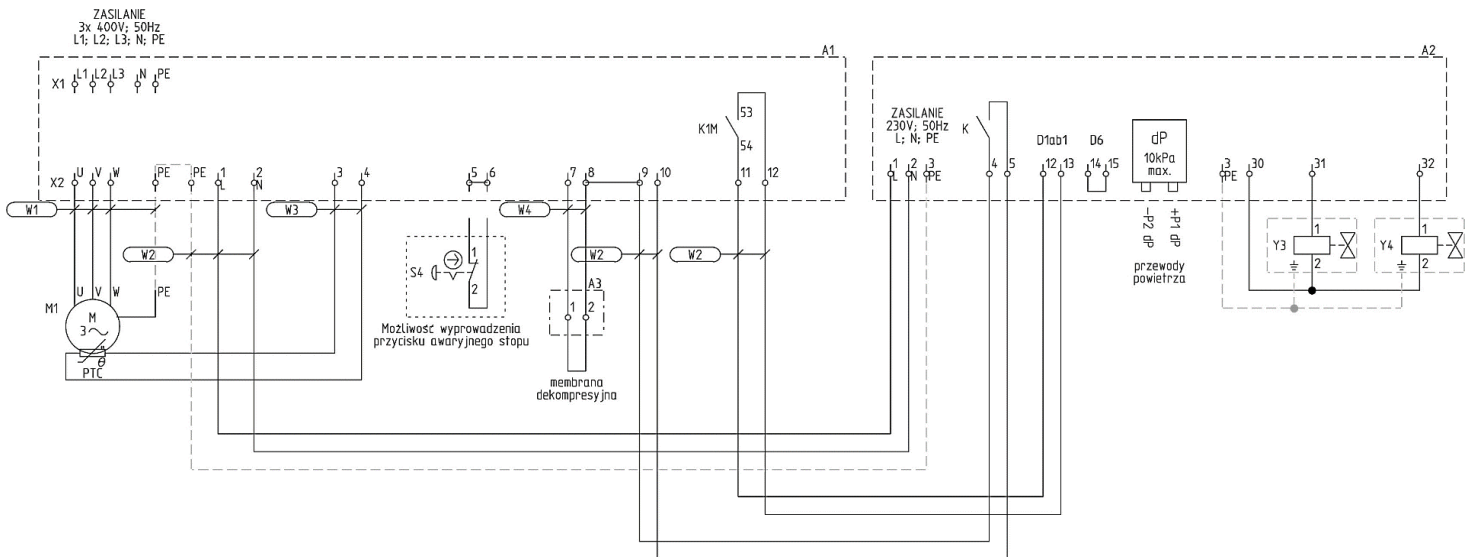 ZASILANIE
3x 400V; 50Hz
L1; L2; L3; N; PE
A1
A2
X1 L1 L2 L3 N PE
K1M 53
54
ZASILANIE
230V; 50Hz
L; N; PE
K
D1ab1 D6
dP
10kPa
max.
X2 U V W PE PE 1 2 3 4 5 6 7 8 9 10 11 12
L N
1 2 3 4 5 12 13 14 15 3 30 31 32
L N PE PE
W1 W3 W4
-P2 dP
+P1 dP
przewody
powietrza
W2 W2 W2
S4 1
2
Możliwość wyprowadzenia
przycisku awaryjnego stopu
A3
1 2
membrana
dekompresyjna
Y3 1
2
Y4 1
2
M1 U V W PE
M
3~
θ
PTC